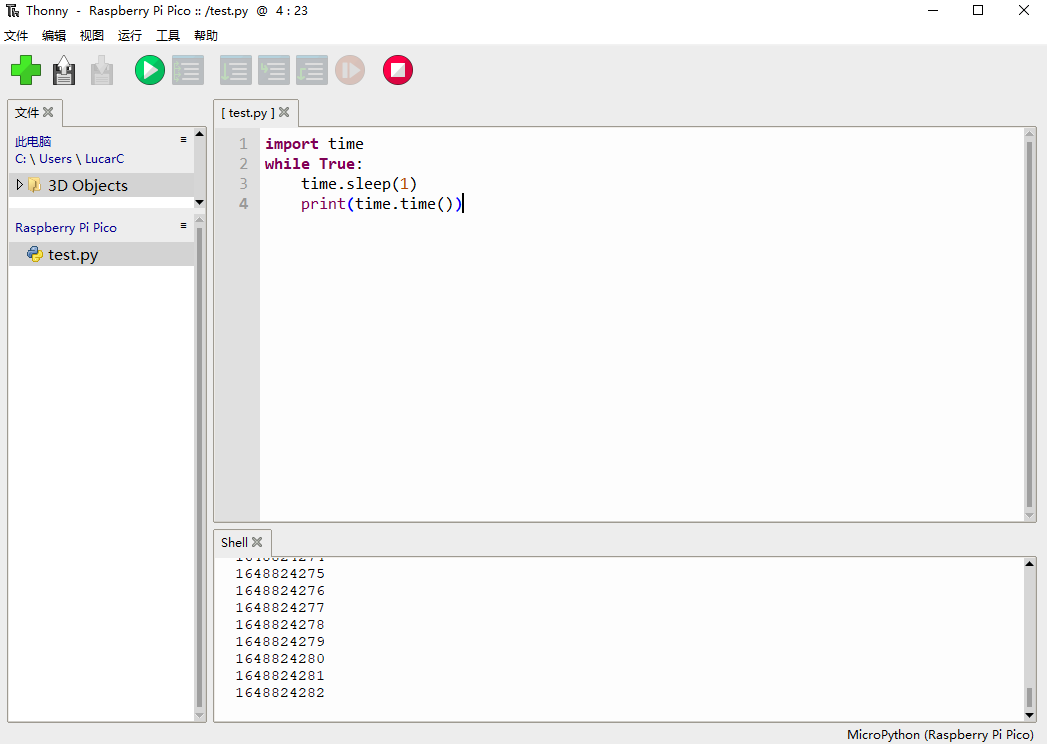 Thonny - Raspberry Pi Pico :: /test.py @ 4 : 23
文件 编辑 视图 运行 工具 帮助
文件
此电脑
C: \ Users \ LucarC
3D Objects
Raspberry Pi Pico
test.py
[ test.py ]
1 import time
2 while True:
3     time.sleep(1)
4     print(time.time())
Shell
1648824274
1648824275
1648824276
1648824277
1648824278
1648824279
1648824280
1648824281
1648824282
MicroPython (Raspberry Pi Pico)